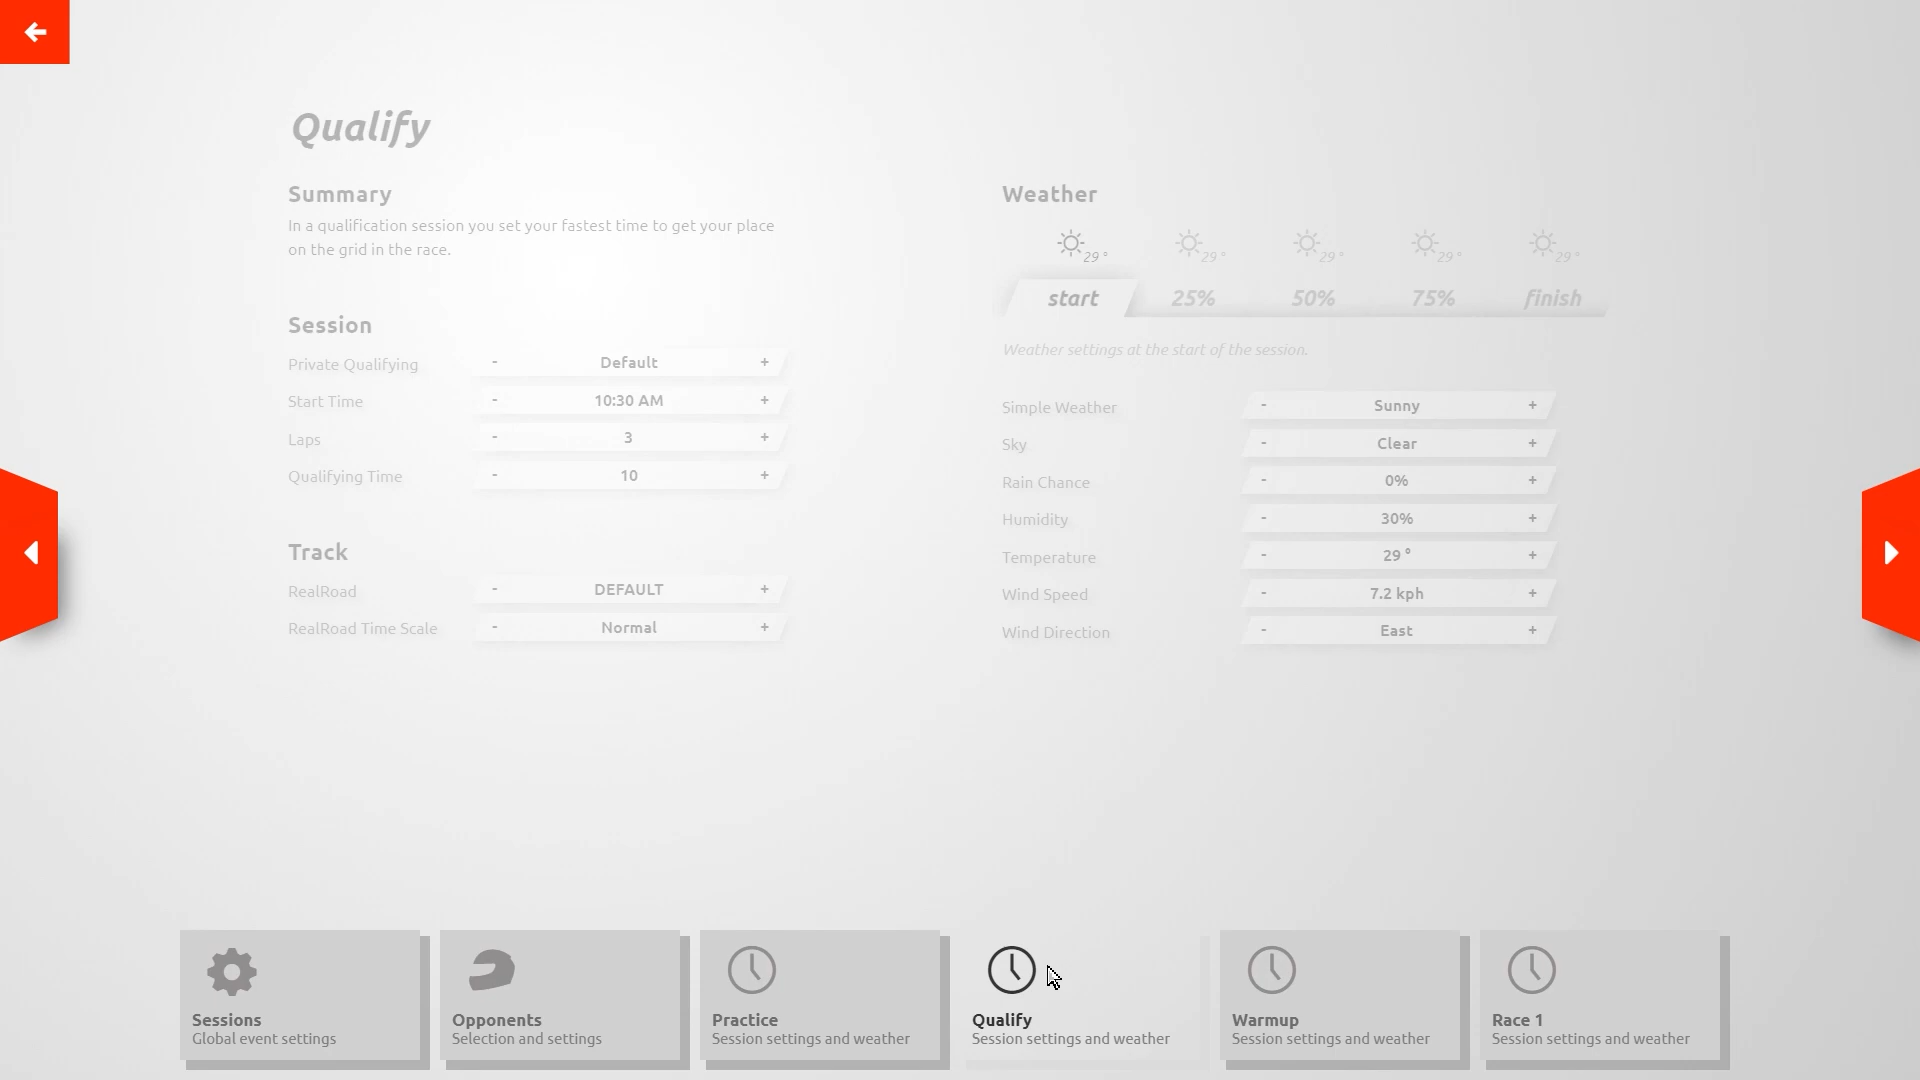 Qualify
Summary
In a qualification session you set your fastest time to get your place
on the grid in the race.
Session
Private Qualifying - Default +
Start Time - 10:30 AM +
Laps - 3 +
Qualifying Time - 10 +
Track
RealRoad - DEFAULT +
RealRoad Time Scale - Normal +
Weather
29 ° 29 ° 29 ° 29 ° 29 °
start 25% 50% 75% finish
Weather settings at the start of the session.
Simple Weather - Sunny +
Sky - Clear +
Rain Chance - 0% +
Humidity - 30% +
Temperature - 29 ° +
Wind Speed - 7.2 kph +
Wind Direction - East +
Sessions
Global event settings
Opponents
Selection and settings
Practice
Session settings and weather
Qualify
Session settings and weather
Warmup
Session settings and weather
Race 1
Session settings and weather